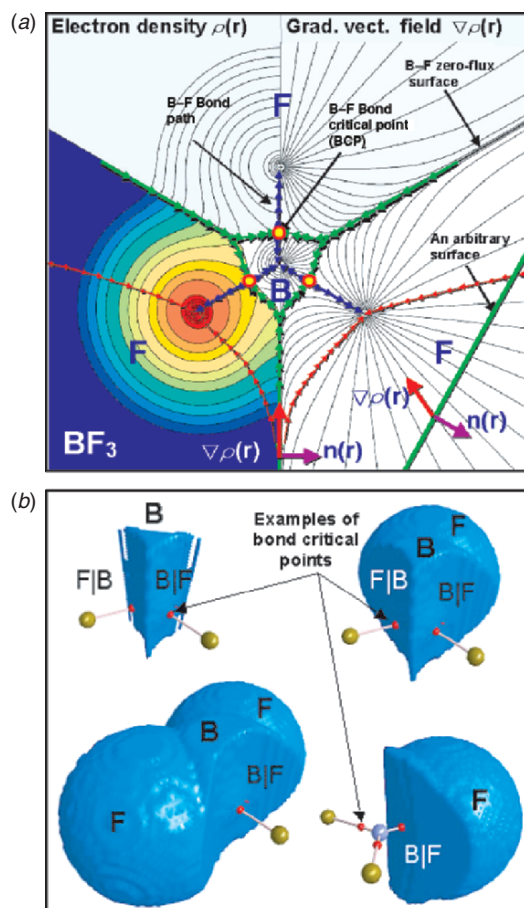 (a)
Electron density ρ(r)
Grad. vect. field ∇ρ(r)
F
B–F Bond
path
B–F Bond
critical point
(BCP)
B–F zero-flux
surface
An arbitrary
surface
B
F
F
∇ρ(r)
n(r)
BF₃
∇ρ(r)
n(r)
(b)
B
F|B
B|F
Examples of
bond critical
points
F
B
F|B
B|F
F
B
B|F
F
F
B|F